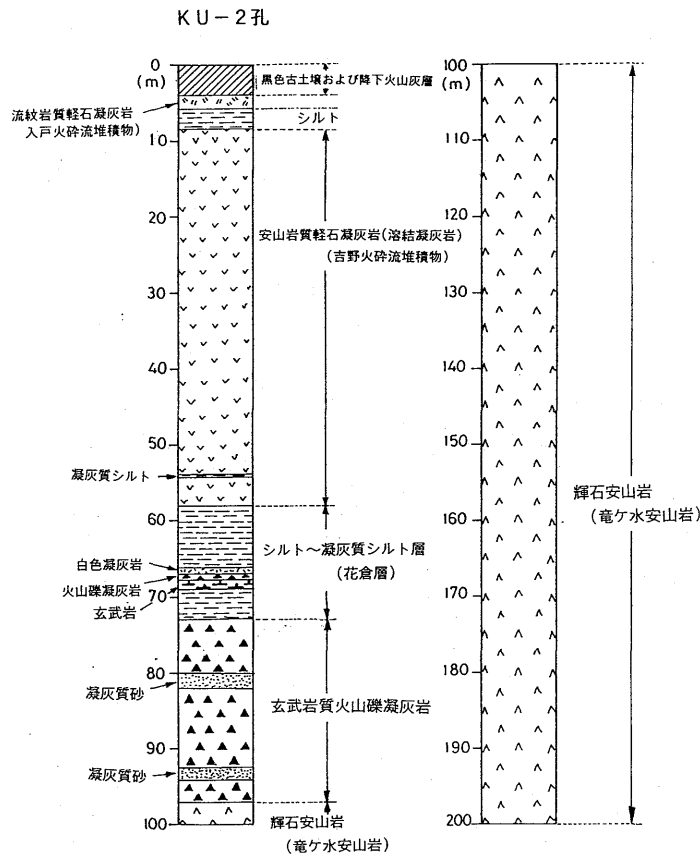 KU－2孔
0
(m)
黒色古土壌および降下火山灰層
流紋岩質軽石凝灰岩
入戸火砕流堆積物)
シルト
10
20
安山岩質軽石凝灰岩(溶結凝灰岩)
(吉野火砕流堆積物)
30
40
50
凝灰質シルト
60
シルト～凝灰質シルト層
(花倉層)
白色凝灰岩
火山礫凝灰岩
70
玄武岩
80
凝灰質砂
玄武岩質火山礫凝灰岩
90
凝灰質砂
100
輝石安山岩
(竜ケ水安山岩)
100
(m)
110
120
130
140
150
輝石安山岩
(竜ケ水安山岩)
160
170
180
190
200